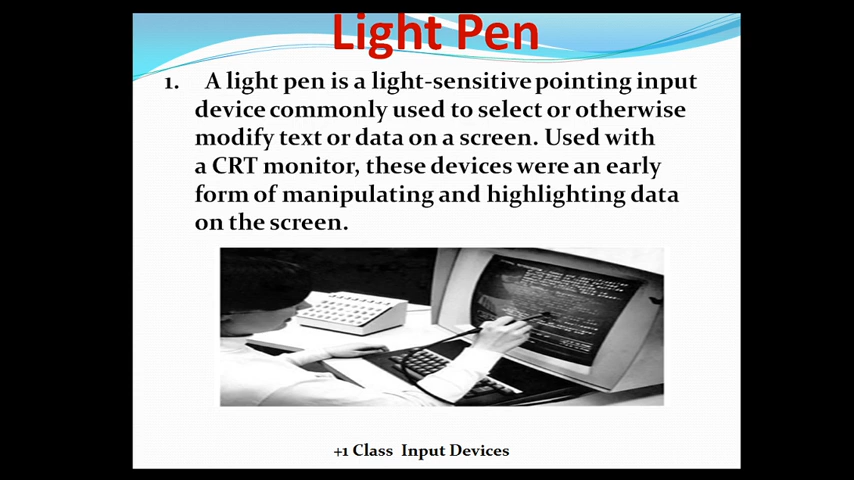 Light Pen
1. A light pen is a light-sensitive pointing input
device commonly used to select or otherwise
modify text or data on a screen. Used with
a CRT monitor, these devices were an early
form of manipulating and highlighting data
on the screen.
+1 Class Input Devices